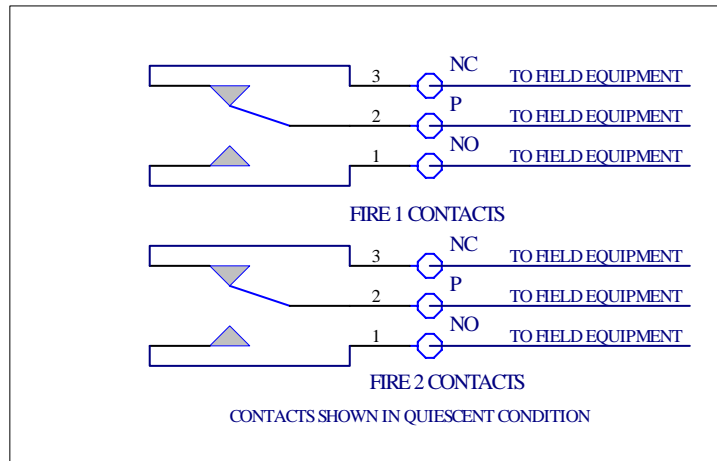 3 NC TO FIELD EQUIPMENT
2 P TO FIELD EQUIPMENT
1 NO TO FIELD EQUIPMENT
FIRE 1 CONTACTS
3 NC TO FIELD EQUIPMENT
2 P TO FIELD EQUIPMENT
1 NO TO FIELD EQUIPMENT
FIRE 2 CONTACTS
CONTACTS SHOWN IN QUIESCENT CONDITION